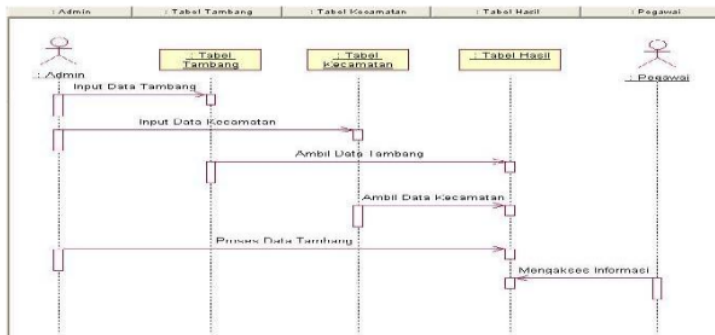 : Admin
: Tabel Tambang
: Tabel Kecamatan
: Tabel Hasil
: Pegawai
: Admin
: Tabel
Tambang
: Tabel
Kecamatan
: Tabel Hasil
: Pegawai
Input Data Tambang
Input Data Kecamatan
Ambil Data Tambang
Ambil Data Kecamatan
Proses Data Tambang
Mengakses Informasi